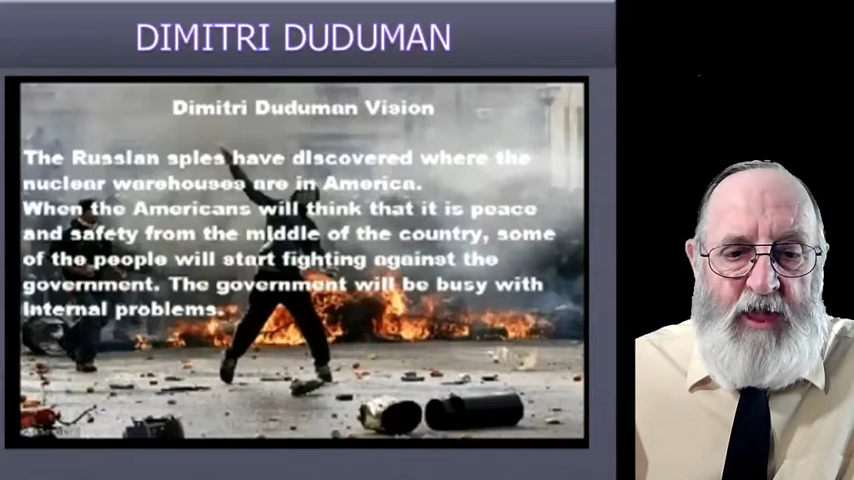 DIMITRI DUDUMAN
Dimitri Duduman Vision
The Russian spies have discovered where the
nuclear warehouses are in America.
When the Americans will think that it is peace
and safety from the middle of the country, some
of the people will start fighting against the
government. The government will be busy with
internal problems.